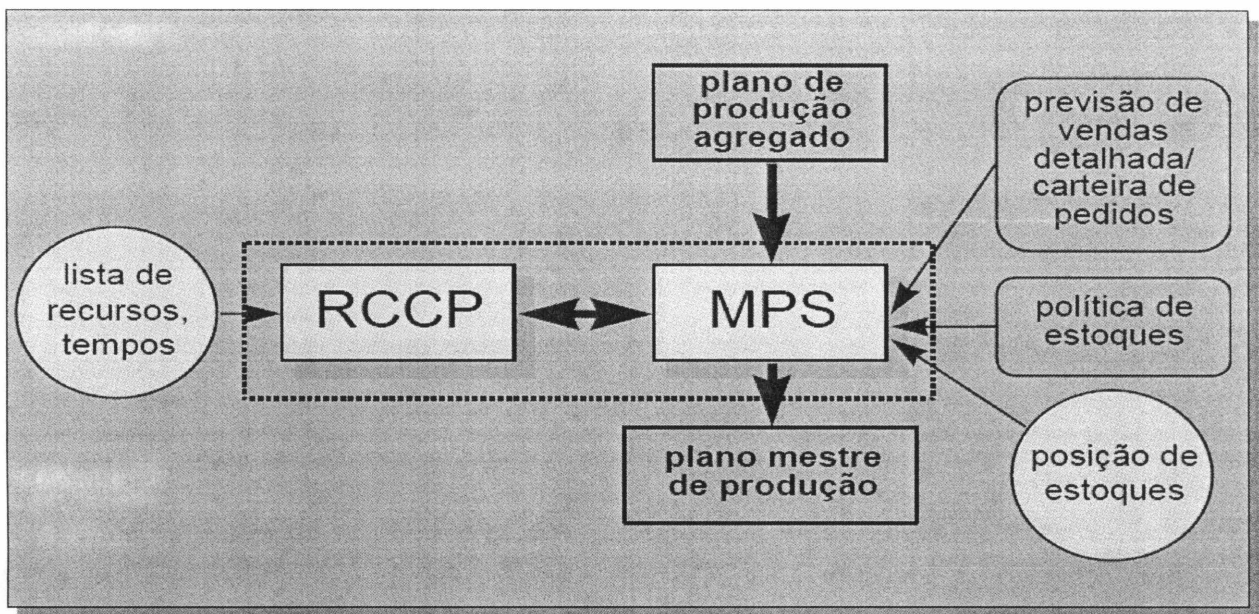 plano de
produção
agregado
previsão de
vendas
detalhada/
carteira de
pedidos
lista de
recursos,
tempos
RCCP
MPS
política de
estoques
plano mestre
de produção
posição de
estoques